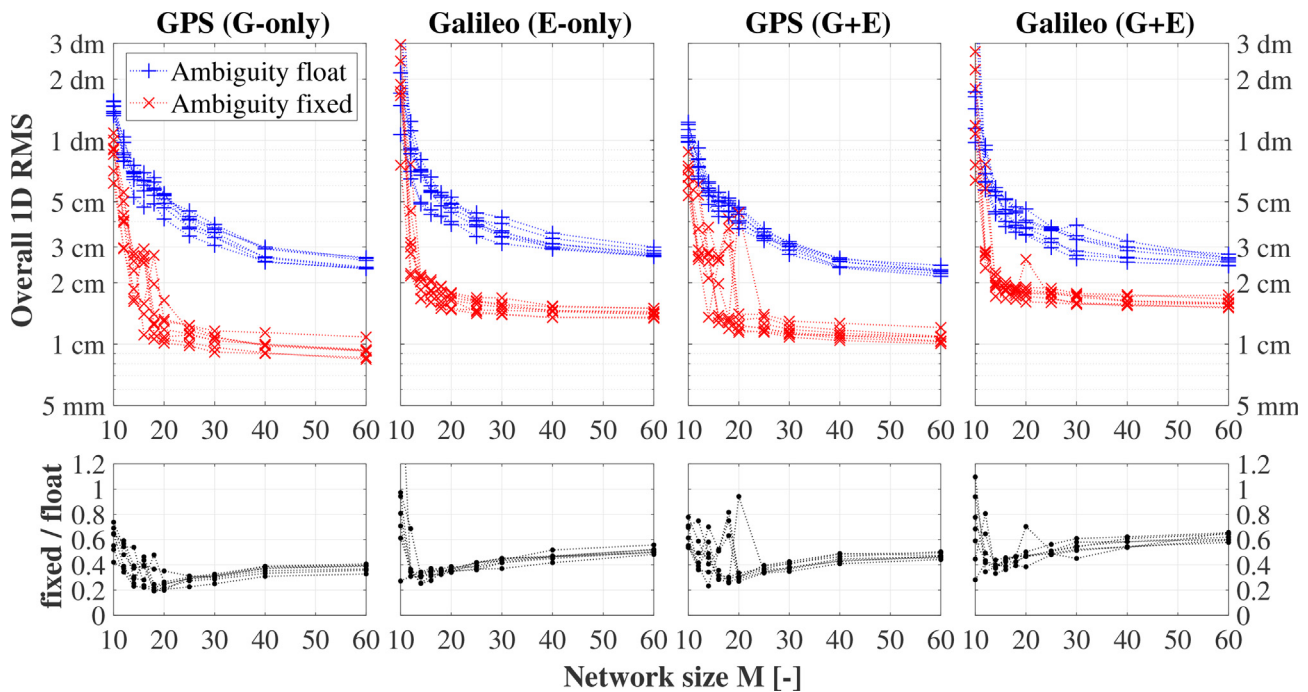 GPS (G-only) Galileo (E-only) GPS (G+E) Galileo (G+E)
Overall 1D RMS
3 dm
2 dm
1 dm
5 cm
3 cm
2 cm
1 cm
5 mm
Ambiguity float
Ambiguity fixed
3 dm
2 dm
1 dm
5 cm
3 cm
2 cm
1 cm
5 mm
10 20 30 40 50 60 10 20 30 40 50 60 10 20 30 40 50 60 10 20 30 40 50 60
fixed / float
1.2
1
0.8
0.6
0.4
0.2
0
1.2
1
0.8
0.6
0.4
0.2
0
10 20 30 40 50 60 10 20 30 40 50 60 10 20 30 40 50 60 10 20 30 40 50 60
Network size M [-]